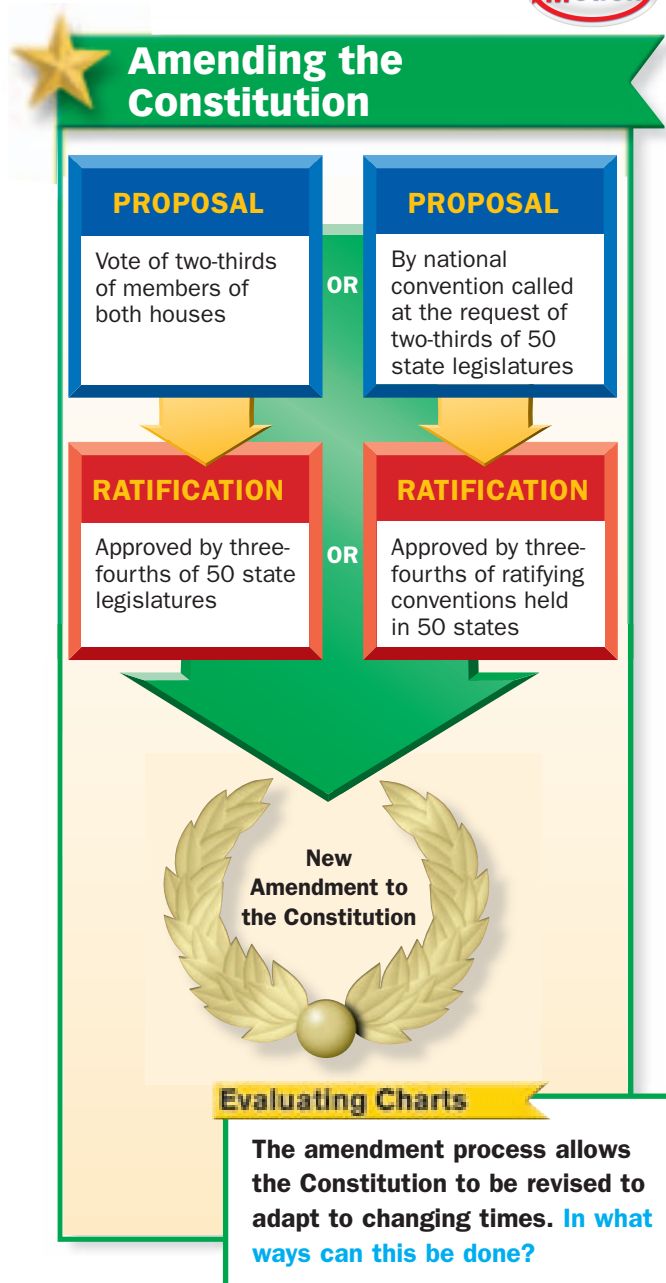 Amending the
Constitution
PROPOSAL
Vote of two-thirds
of members of
both houses
OR
PROPOSAL
By national
convention called
at the request of
two-thirds of 50
state legislatures
RATIFICATION
Approved by three-
fourths of 50 state
legislatures
OR
RATIFICATION
Approved by three-
fourths of ratifying
conventions held
in 50 states
New
Amendment to
the Constitution
Evaluating Charts
The amendment process allows
the Constitution to be revised to
adapt to changing times. In what
ways can this be done?